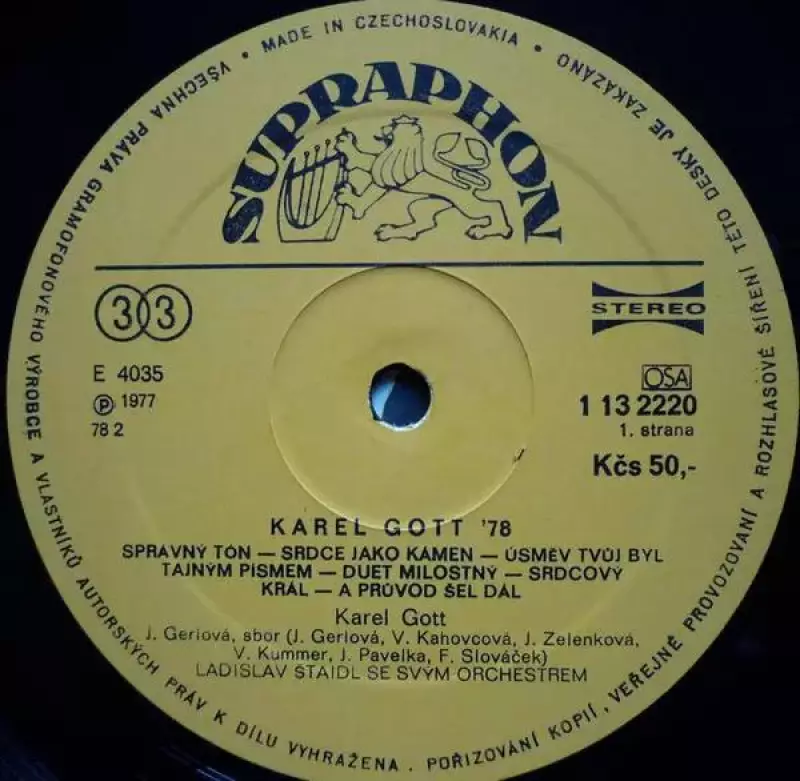 VŠECHNA PRÁVA GRAMOFONOVÉHO VÝROBCE A VLASTNÍKŮ AUTORSKÝCH PRÁV K DÍLU VYHRAŽENA. POŘIZOVÁNÍ KOPIÍ, VEŘEJNÉ PROVOZOVÁNÍ A ROZHLASOVÉ ŠÍŘENÍ TÉTO DESKY JE ZAKÁZÁNO
• MADE IN CZECHOSLOVAKIA •
SUPRAPHON
33
STEREO
E 4035
OSA
℗ 1977
1 13 2220
78 2
1. strana
Kčs 50,-
KAREL GOTT '78
SPRÁVNÝ TÓN — SRDCE JAKO KÁMEN — ÚSMĚV TVŮJ BYL
TAJNÝM PÍSMEM — DUET MILOSTNÝ — SRDCOVÝ
KRÁL — A PRŮVOD ŠEL DÁL
Karel Gott
J. Gerlová, sbor (J. Gerlová, V. Kahovcová, J. Zelenková,
V. Kummer, J. Pavelka, F. Slováček)
LADISLAV ŠTAIDL SE SVÝM ORCHESTREM